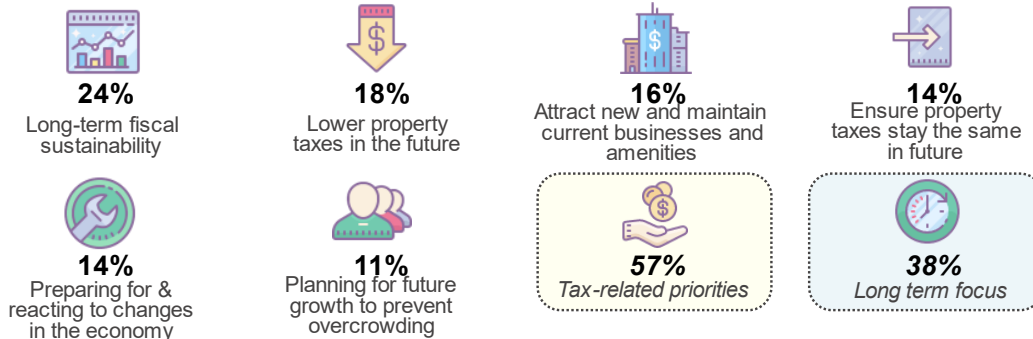 24%
Long-term fiscal
sustainability
18%
Lower property
taxes in the future
16%
Attract new and maintain
current businesses and
amenities
14%
Ensure property
taxes stay the same
in future
14%
Preparing for &
reacting to changes
in the economy
11%
Planning for future
growth to prevent
overcrowding
57%
Tax-related priorities
38%
Long term focus